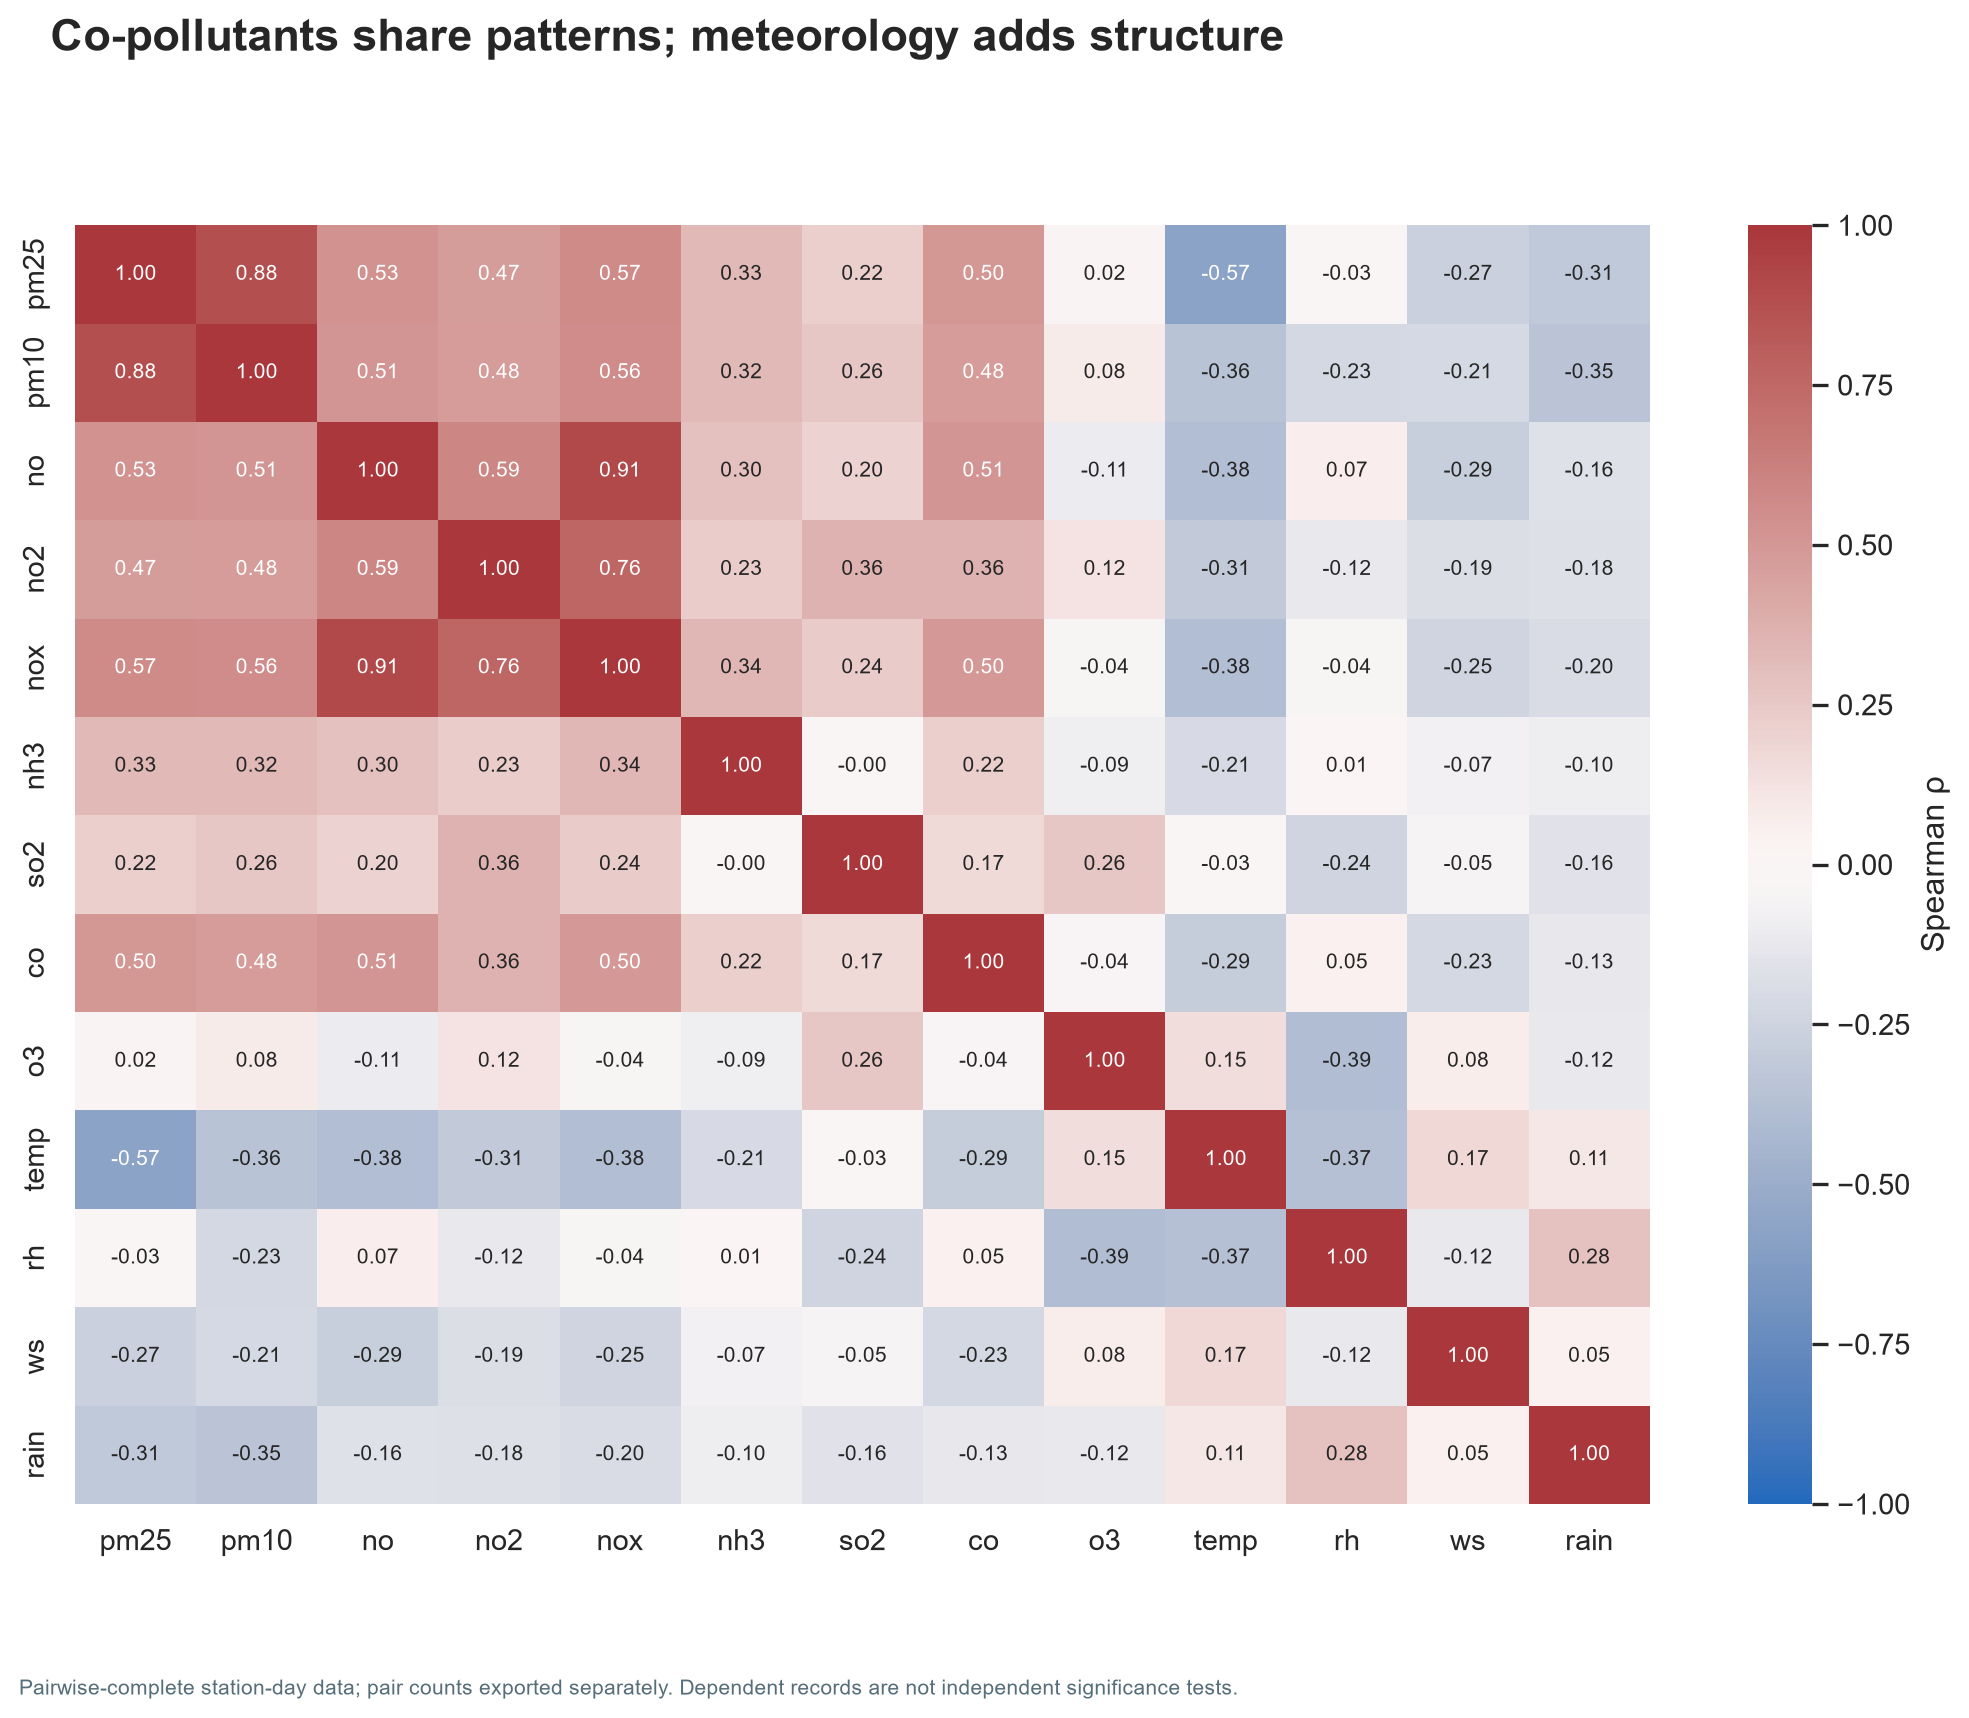 Co-pollutants share patterns; meteorology adds structure
pm25 1.00 0.88 0.53 0.47 0.57 0.33 0.22 0.50 0.02 -0.57 -0.03 -0.27 -0.31
pm10 0.88 1.00 0.51 0.48 0.56 0.32 0.26 0.48 0.08 -0.36 -0.23 -0.21 -0.35
no 0.53 0.51 1.00 0.59 0.91 0.30 0.20 0.51 -0.11 -0.38 0.07 -0.29 -0.16
no2 0.47 0.48 0.59 1.00 0.76 0.23 0.36 0.36 0.12 -0.31 -0.12 -0.19 -0.18
nox 0.57 0.56 0.91 0.76 1.00 0.34 0.24 0.50 -0.04 -0.38 -0.04 -0.25 -0.20
nh3 0.33 0.32 0.30 0.23 0.34 1.00 -0.00 0.22 -0.09 -0.21 0.01 -0.07 -0.10
so2 0.22 0.26 0.20 0.36 0.24 -0.00 1.00 0.17 0.26 -0.03 -0.24 -0.05 -0.16
co 0.50 0.48 0.51 0.36 0.50 0.22 0.17 1.00 -0.04 -0.29 0.05 -0.23 -0.13
o3 0.02 0.08 -0.11 0.12 -0.04 -0.09 0.26 -0.04 1.00 0.15 -0.39 0.08 -0.12
temp -0.57 -0.36 -0.38 -0.31 -0.38 -0.21 -0.03 -0.29 0.15 1.00 -0.37 0.17 0.11
rh -0.03 -0.23 0.07 -0.12 -0.04 0.01 -0.24 0.05 -0.39 -0.37 1.00 -0.12 0.28
ws -0.27 -0.21 -0.29 -0.19 -0.25 -0.07 -0.05 -0.23 0.08 0.17 -0.12 1.00 0.05
rain -0.31 -0.35 -0.16 -0.18 -0.20 -0.10 -0.16 -0.13 -0.12 0.11 0.28 0.05 1.00
pm25 pm10 no no2 nox nh3 so2 co o3 temp rh ws rain
1.00
0.75
0.50
0.25
0.00
−0.25
−0.50
−0.75
−1.00
Spearman ρ
Pairwise-complete station-day data; pair counts exported separately. Dependent records are not independent significance tests.